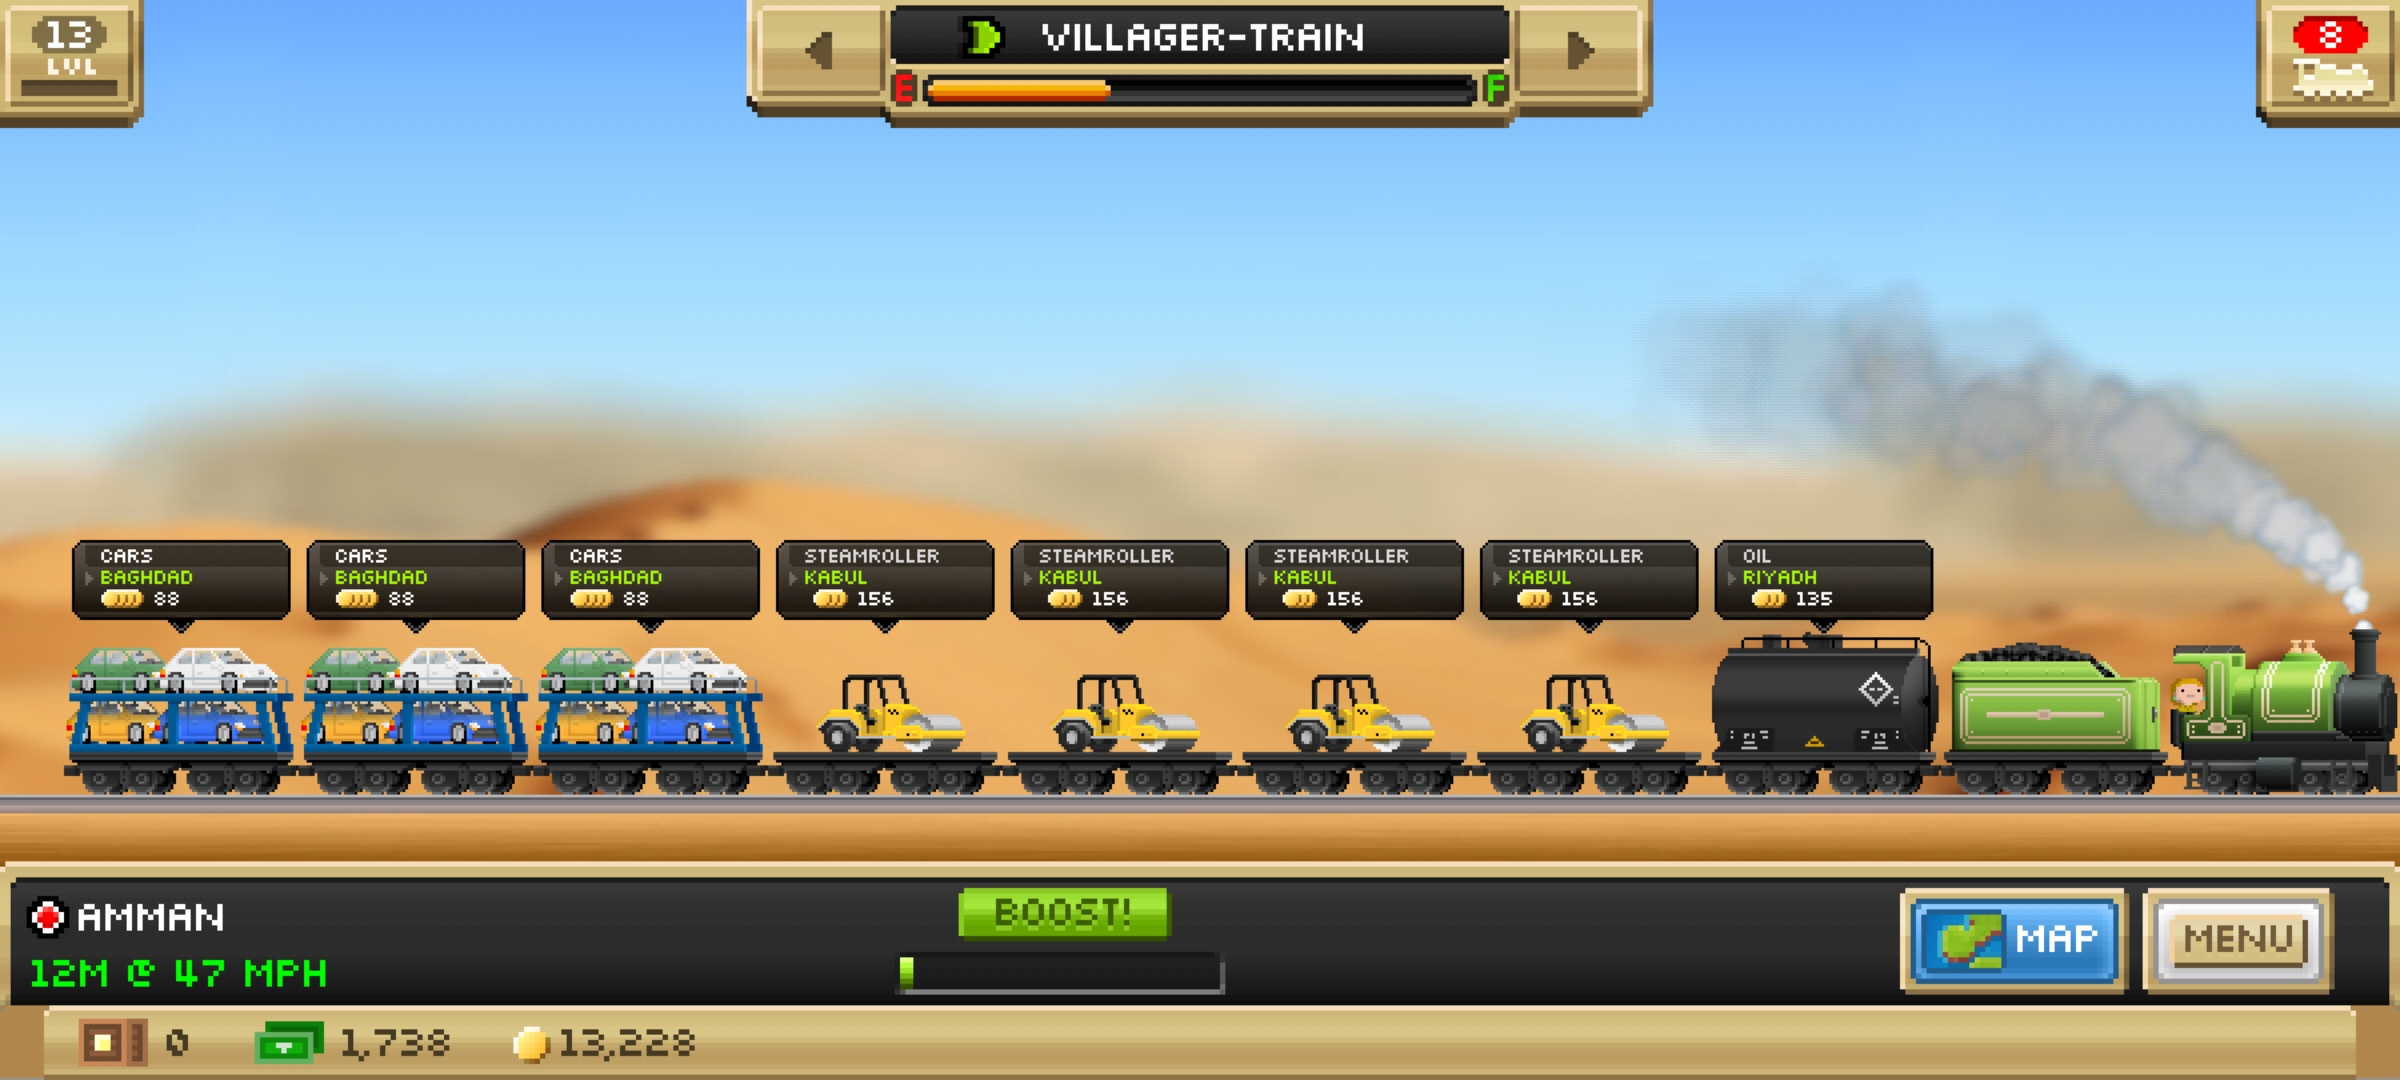 13
LVL
VILLAGER-TRAIN
E F
8
CARS
BAGHDAD
88
CARS
BAGHDAD
88
CARS
BAGHDAD
88
STEAMROLLER
KABUL
156
STEAMROLLER
KABUL
156
STEAMROLLER
KABUL
156
STEAMROLLER
KABUL
156
OIL
RIYADH
135
AMMAN
12M @ 47 MPH
BOOST!
MAP
MENU
0
1,738
13,228